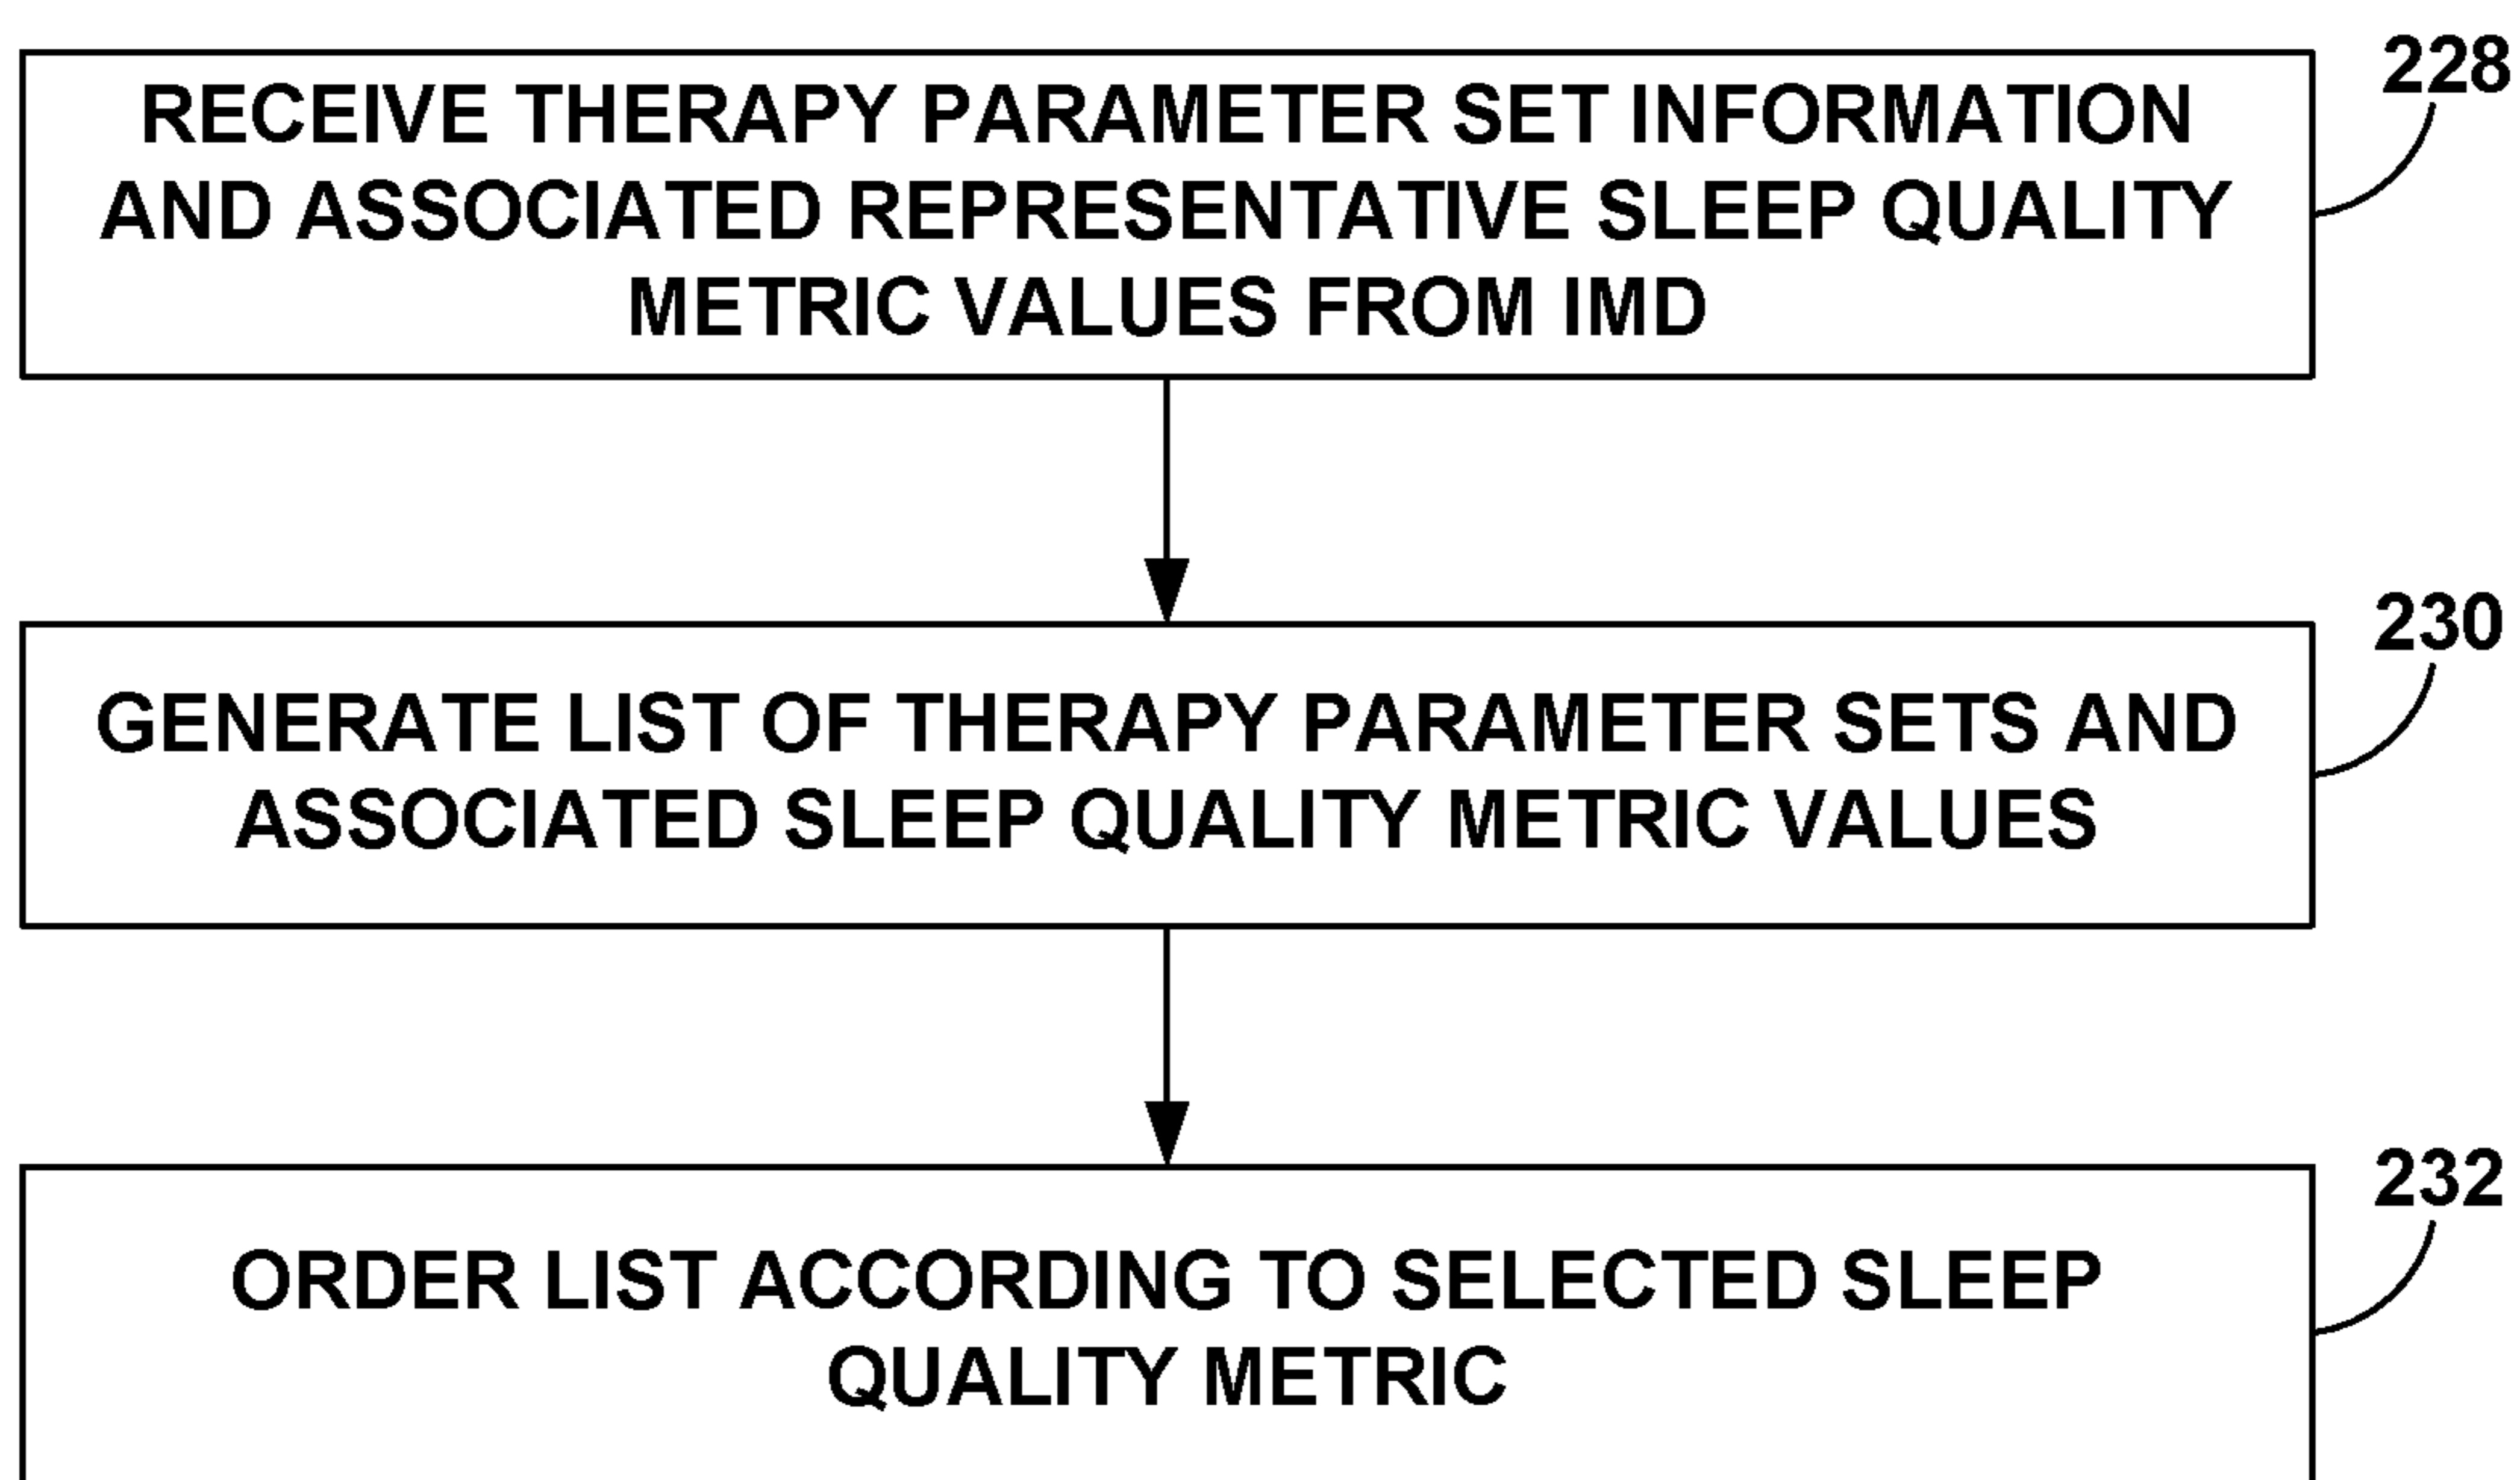 228
RECEIVE THERAPY PARAMETER SET INFORMATION
AND ASSOCIATED REPRESENTATIVE SLEEP QUALITY
METRIC VALUES FROM IMD
230
GENERATE LIST OF THERAPY PARAMETER SETS AND
ASSOCIATED SLEEP QUALITY METRIC VALUES
232
ORDER LIST ACCORDING TO SELECTED SLEEP
QUALITY METRIC